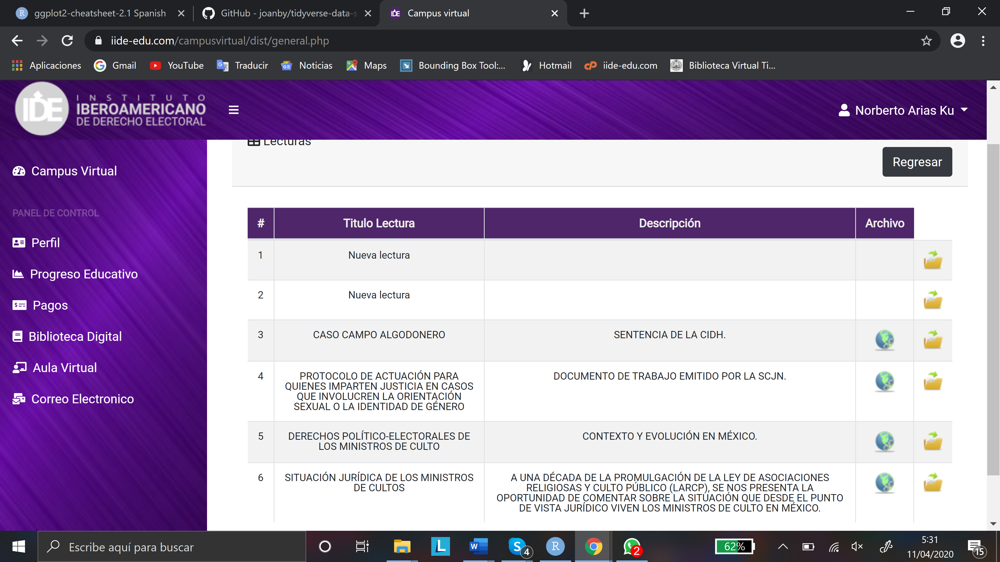 ggplot2-cheatsheet-2.1 Spanish
GitHub - joanby/tidyverse-data-s
Campus virtual
iide-edu.com/campusvirtual/dist/general.php
Aplicaciones
Gmail
YouTube
Traducir
Noticias
Maps
Bounding Box Tool:...
Hotmail
iide-edu.com
Biblioteca Virtual Ti...
IDE
INSTITUTO
IBEROAMERICANO
DE DERECHO ELECTORAL
Norberto Arias Ku
Campus Virtual
PANEL DE CONTROL
Perfil
Progreso Educativo
Pagos
Biblioteca Digital
Aula Virtual
Correo Electronico
Lecturas
Regresar
# Titulo Lectura Descripción Archivo
1 Nueva lectura
2 Nueva lectura
3 CASO CAMPO ALGODONERO SENTENCIA DE LA CIDH.
4 PROTOCOLO DE ACTUACIÓN PARA DOCUMENTO DE TRABAJO EMITIDO POR LA SCJN.
QUIENES IMPARTEN JUSTICIA EN CASOS
QUE INVOLUCREN LA ORIENTACIÓN
SEXUAL O LA IDENTIDAD DE GÉNERO
5 DERECHOS POLÍTICO-ELECTORALES DE CONTEXTO Y EVOLUCIÓN EN MÉXICO.
LOS MINISTROS DE CULTO
6 SITUACIÓN JURÍDICA DE LOS MINISTROS A UNA DÉCADA DE LA PROMULGACIÓN DE LA LEY DE ASOCIACIONES
DE CULTOS RELIGIOSAS Y CULTO PÚBLICO (LARCP), SE NOS PRESENTA LA
OPORTUNIDAD DE COMENTAR SOBRE LA SITUACIÓN QUE DESDE EL PUNTO
DE VISTA JURÍDICO VIVEN LOS MINISTROS DE CULTO EN MÉXICO.
Escribe aquí para buscar
4
2
62%
5:31
11/04/2020
15